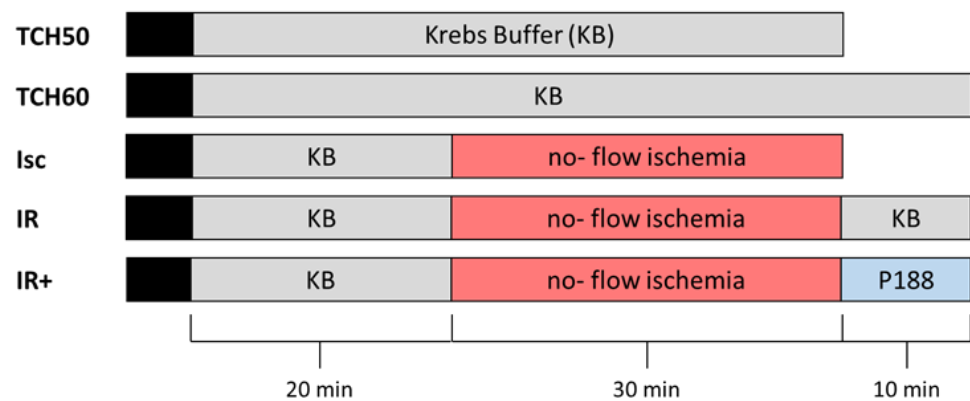 TCH50 Krebs Buffer (KB)
TCH60 KB
Isc KB no- flow ischemia
IR KB no- flow ischemia KB
IR+ KB no- flow ischemia P188
20 min 30 min 10 min